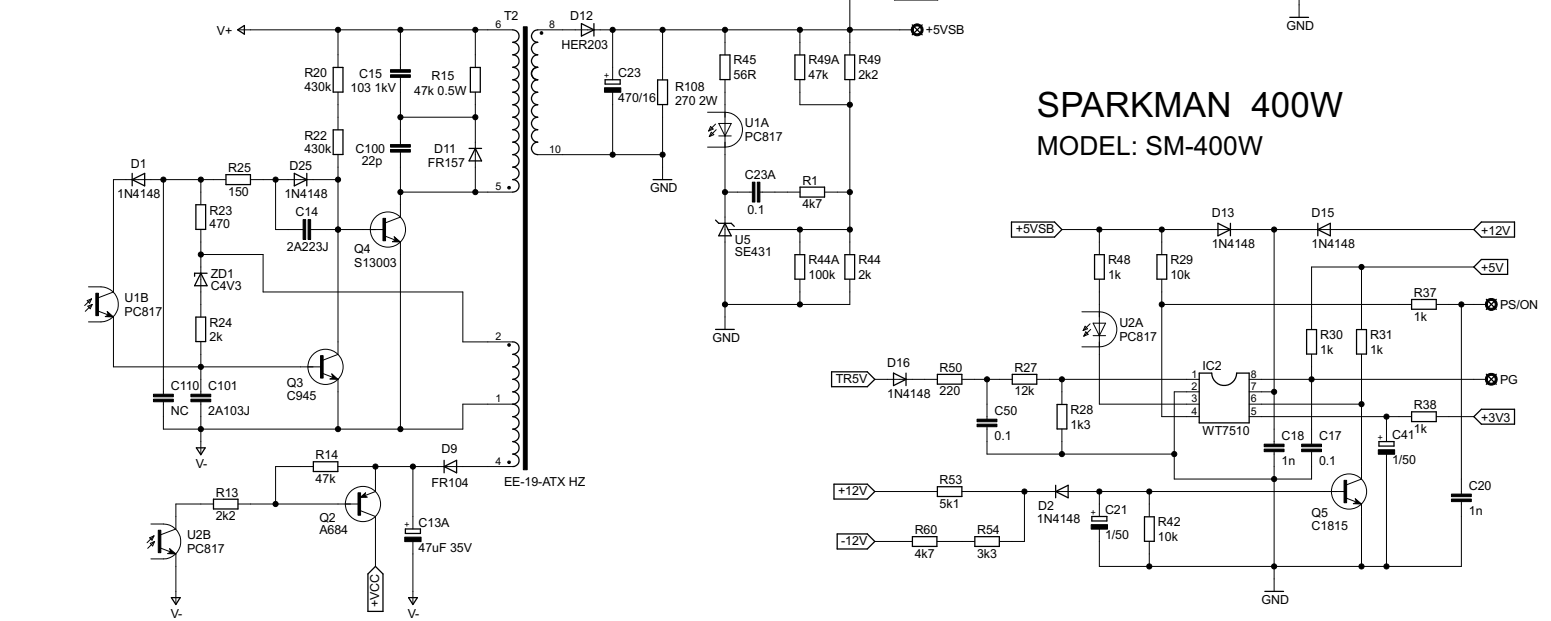 GND
T2
V+
6
8
D12
HER203
+5VSB
R20
430k
C15
103 1kV
R15
47k 0.5W
C23
470/16
R108
270 2W
R45
56R
R49A
47k
R49
2k2
SPARKMAN 400W
MODEL: SM-400W
R22
430k
C100
22p
D11
FR157
U1A
PC817
10
GND
D1
1N4148
R25
150
D25
1N4148
5
C23A
0.1
R1
4k7
R23
470
C14
2A223J
Q4
S13003
U5
SE431
R44A
100k
R44
2k
GND
ZD1
C4V3
U1B
PC817
R24
2k
2
Q3
C945
C110
NC
C101
2A103J
1
V-
R14
47k
D9
FR104
4
EE-19-ATX HZ
R13
2k2
Q2
A684
C13A
47uF 35V
U2B
PC817
+VCC
V-
V-
+5VSB
D13
1N4148
D15
1N4148
+12V
R48
1k
R29
10k
+5V
R37
1k
PS/ON
U2A
PC817
R30
1k
R31
1k
TR5V
D16
1N4148
R50
220
R27
12k
IC2
1
2
3
4
8
7
6
5
WT7510
PG
R38
1k
+3V3
C50
0.1
R28
1k3
C18
1n
C17
0.1
C41
1/50
+12V
R53
5k1
D2
1N4148
C21
1/50
R42
10k
Q5
C1815
C20
1n
-12V
R60
4k7
R54
3k3
GND